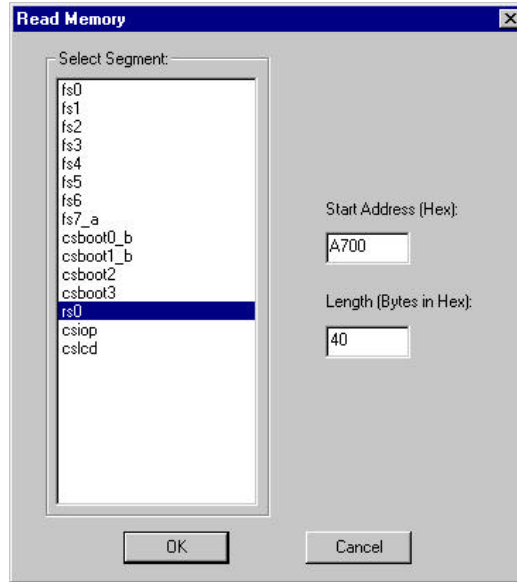 Read Memory
Select Segment:
fs0
fs1
fs2
fs3
fs4
fs5
fs6
fs7_a
csboot0_b
csboot1_b
csboot2
csboot3
rs0
csiop
cslcd
Start Address (Hex):
A700
Length (Bytes in Hex):
40
OK
Cancel